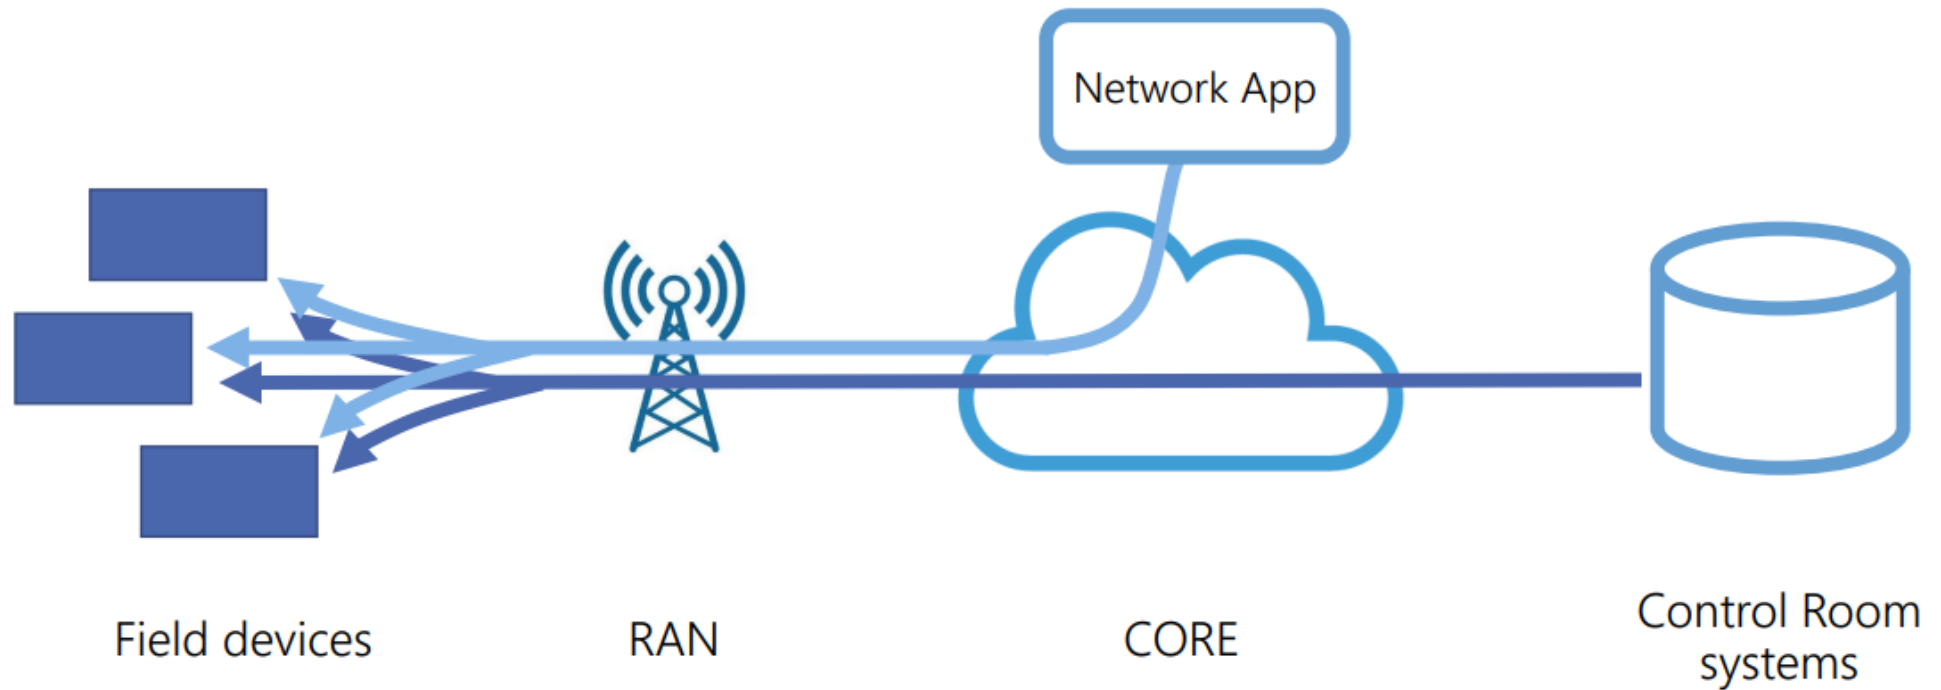 Network App
Field devices
RAN
CORE
Control Room
systems